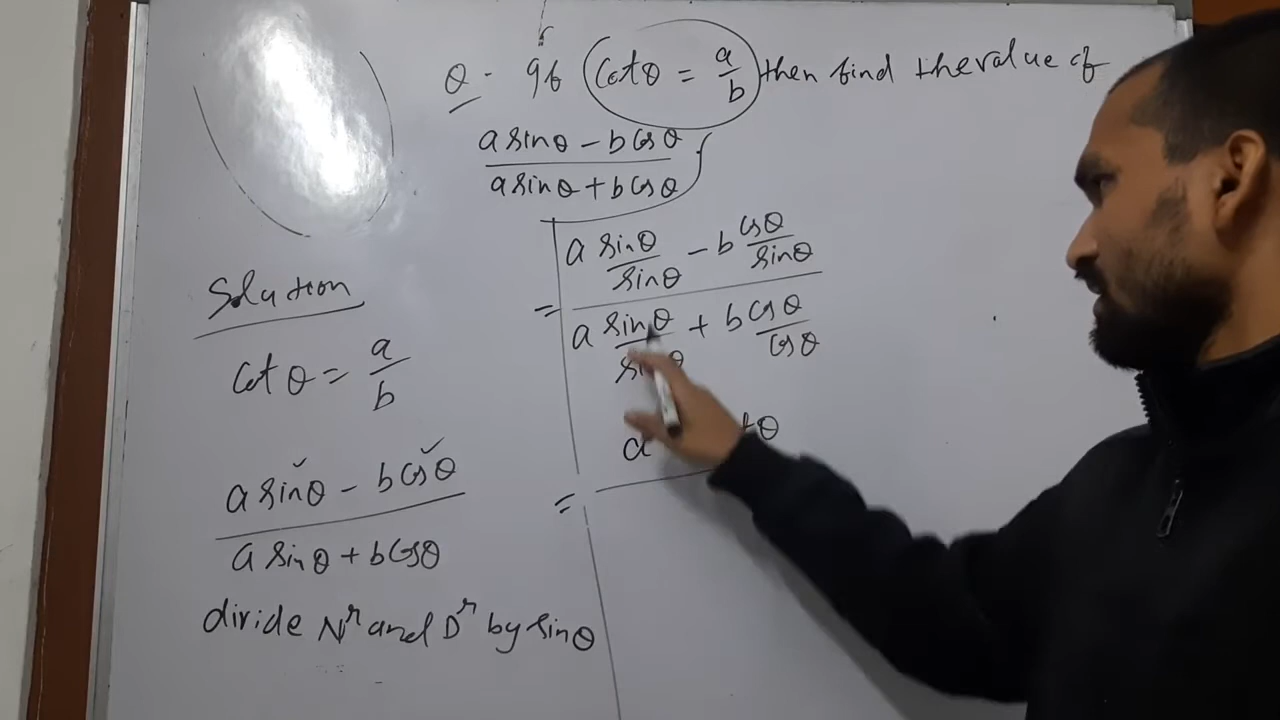 Q - If Cotθ = a/b then find the value of
a sinθ - b cosθ / a sinθ + b cosθ
Solution
Cot θ = a/b
a sinθ - b cosθ / a sinθ + b cosθ
divide Nʳ and Dʳ by sinθ
= a sinθ/sinθ - b cosθ/sinθ
a sinθ/sinθ + b cosθ/cosθ
= a θ